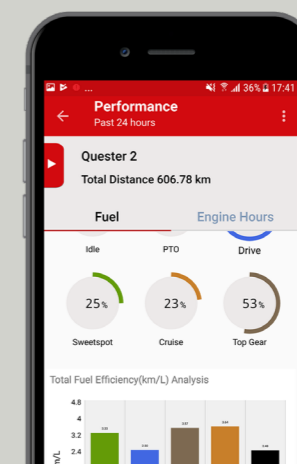 ... 36% 17:41
Performance
Past 24 hours
Quester 2
Total Distance 606.78 km
Fuel Engine Hours
Idle PTO Drive
25% 23% 53%
Sweetspot Cruise Top Gear
Total Fuel Efficiency(km/L) Analysis
4.8
4
3.2
2.4